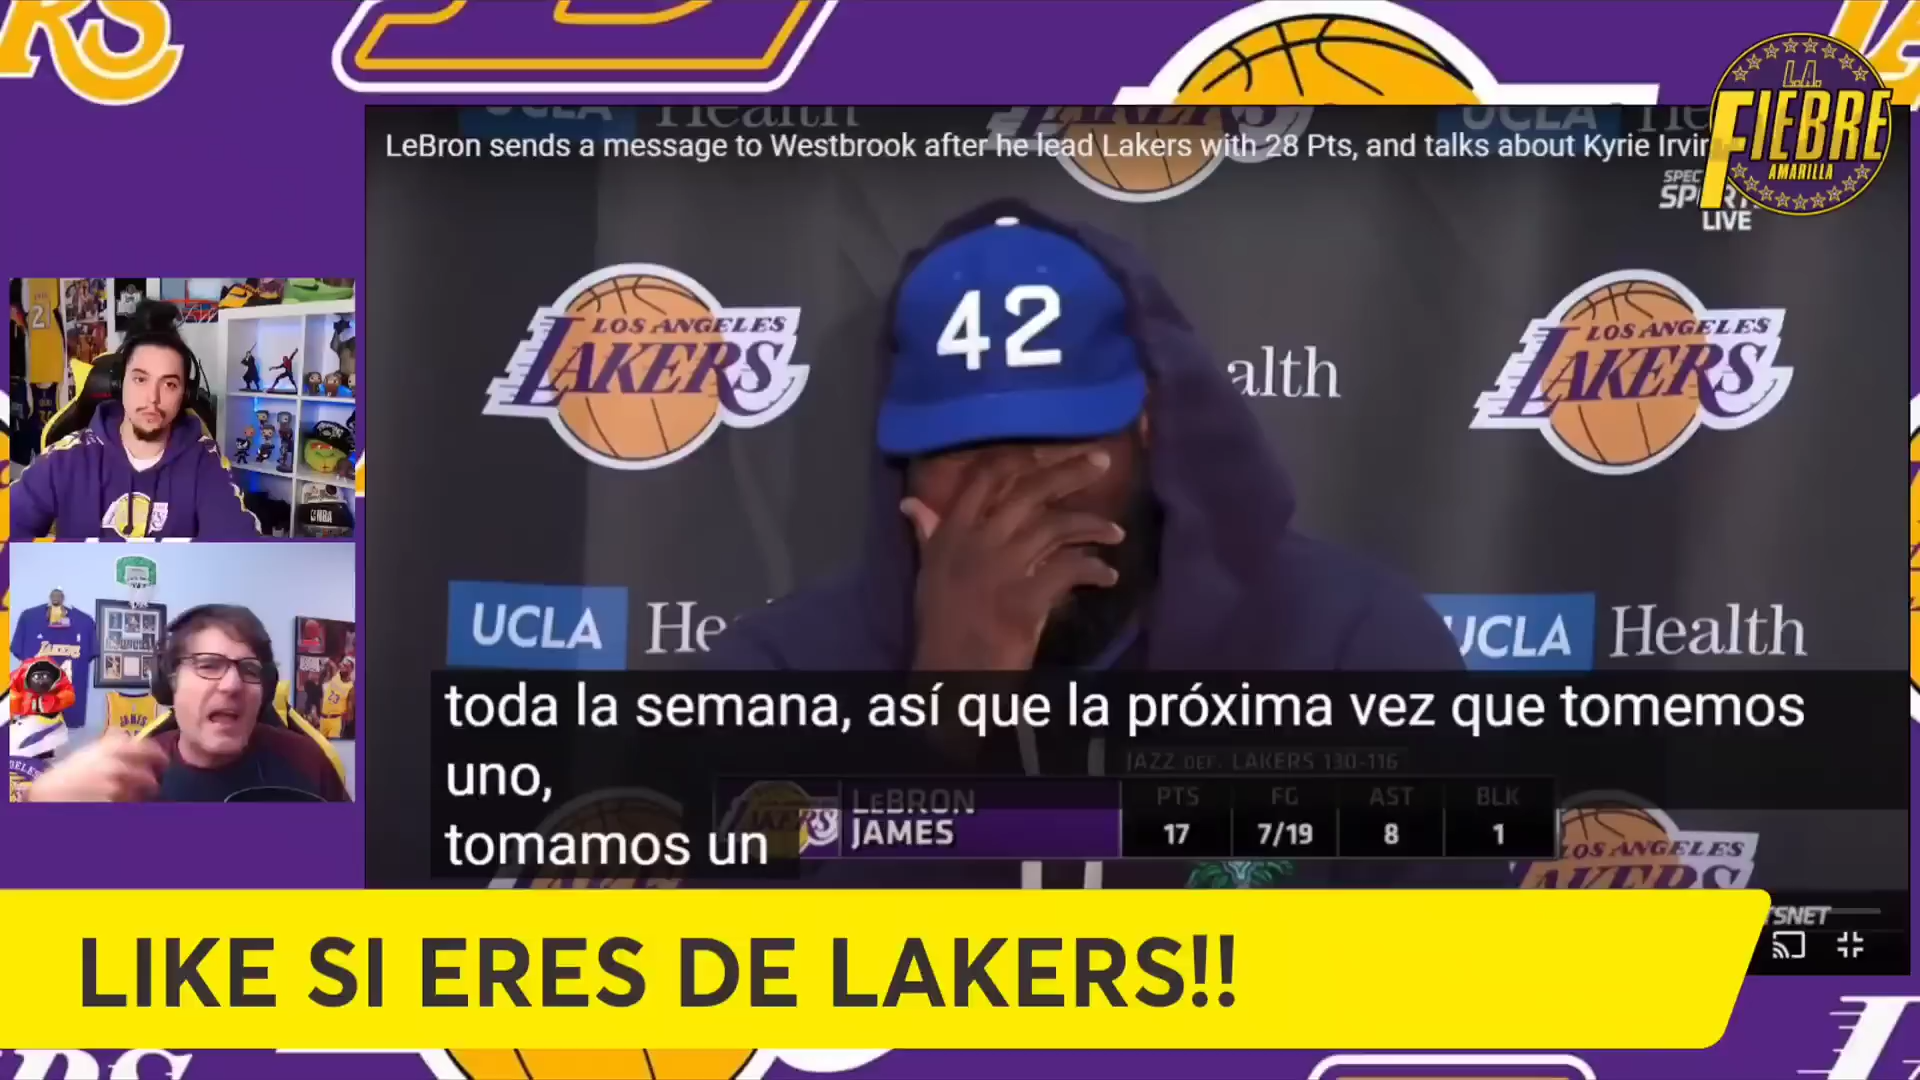 LeBron sends a message to Westbrook after he lead Lakers with 28 Pts, and talks about Kyrie
L.A.
FIEBRE
AMARILLA
LIVE
42
LOS ANGELES
LAKERS
alth
LOS ANGELES
LAKERS
UCLA
UCLA
Health
toda la semana, así que la próxima vez que tomemos
uno,
tomamos un
JAZZ DEF. LAKERS 130-116
LEBRON
JAMES
PTS
FG
AST
BLK
17
7/19
8
1
LOS ANGELES
LIKE SI ERES DE LAKERS!!